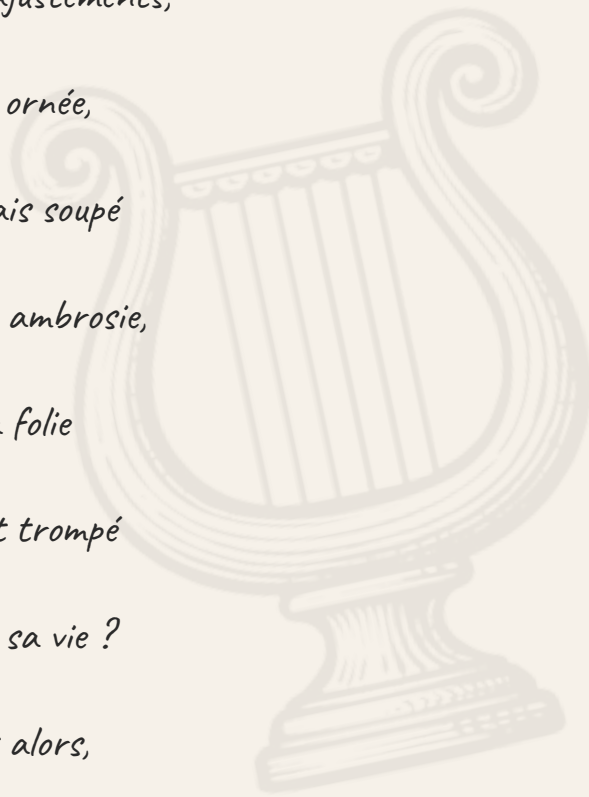 ornée,
soupé
ambrosie,
folie
trompé
sa vie ?
alors,